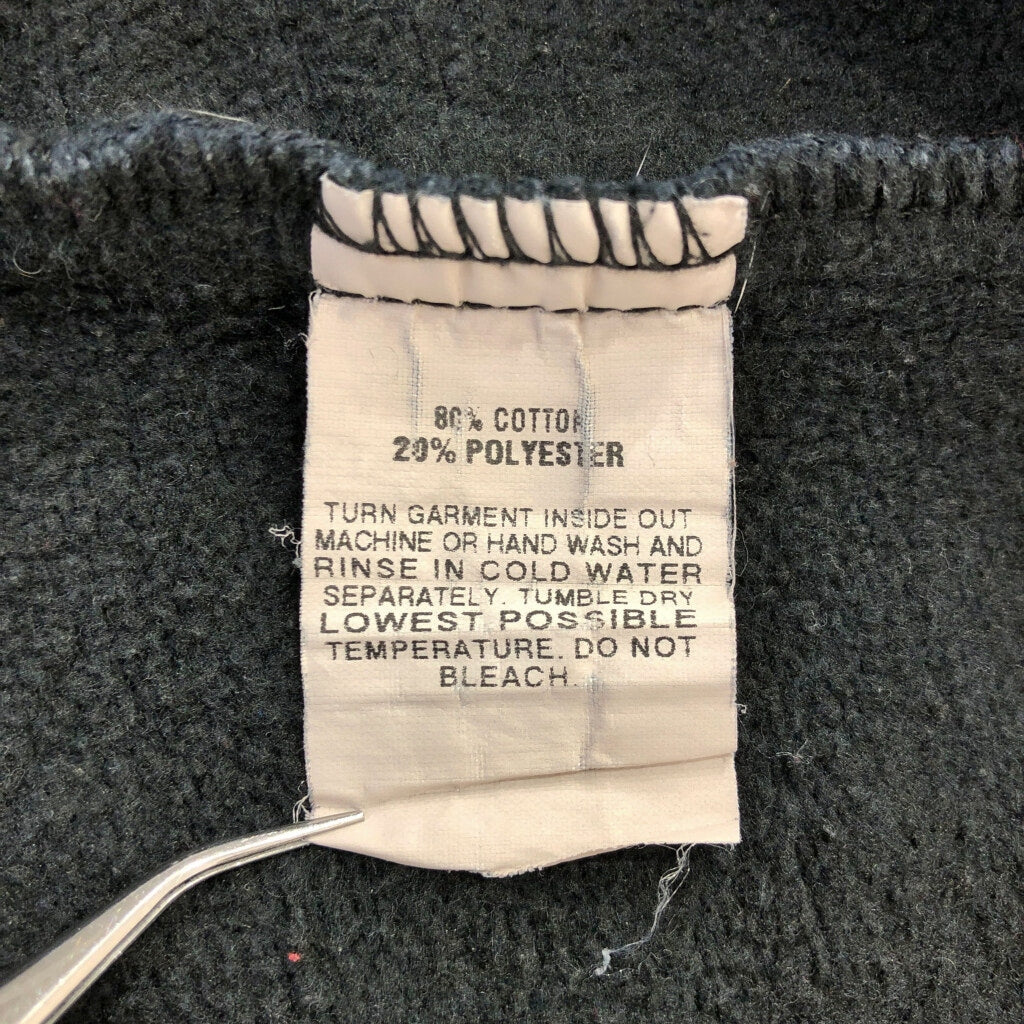 80% COTTON
20% POLYESTER
TURN GARMENT INSIDE OUT
MACHINE OR HAND WASH AND
RINSE IN COLD WATER
SEPARATELY. TUMBLE DRY
LOWEST POSSIBLE
TEMPERATURE. DO NOT
BLEACH.